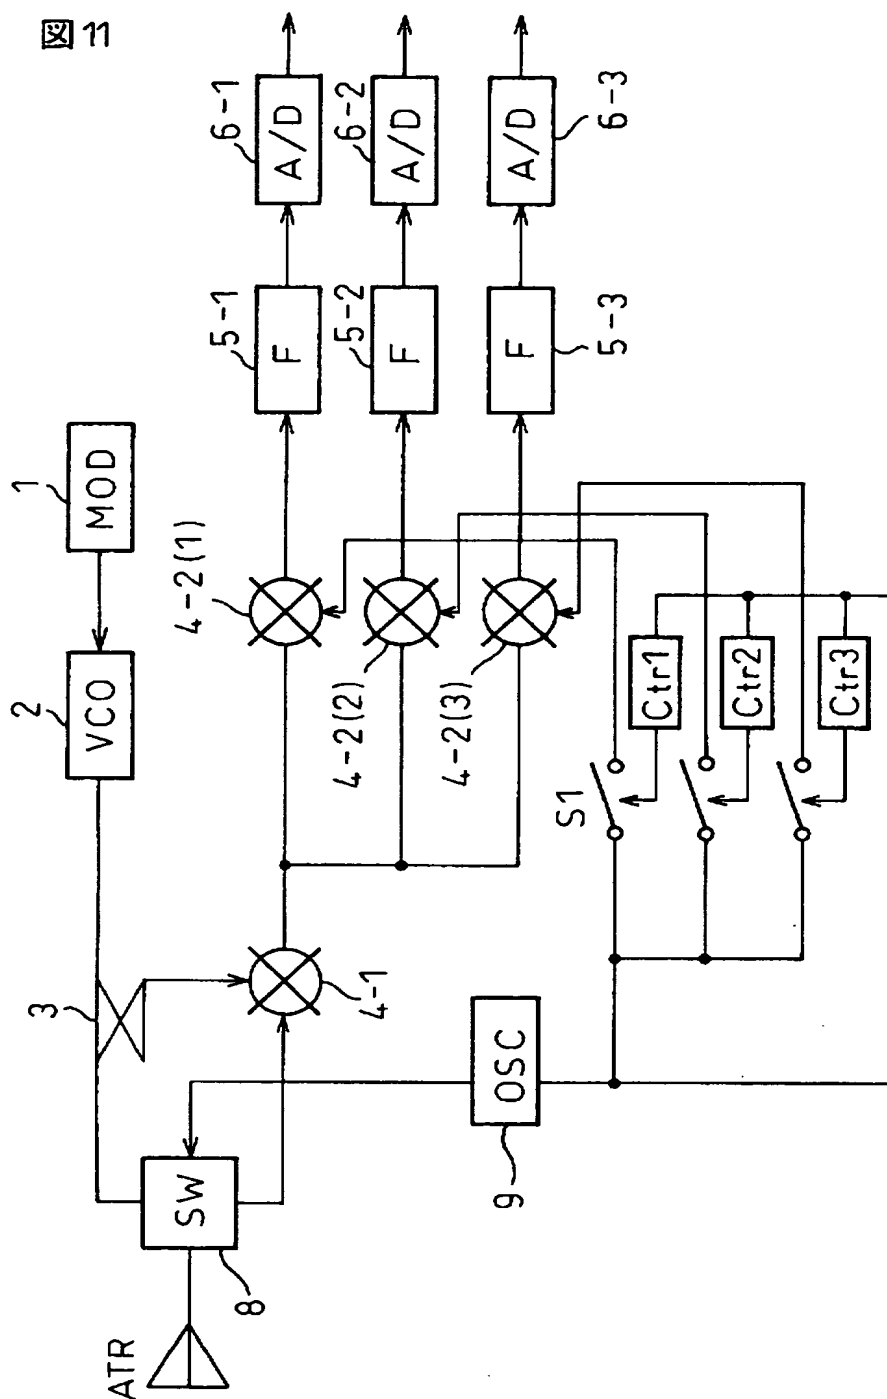 図11
1
MOD
2
VCO
3
ATR
SW
8
4-1
4-2(1)
4-2(2)
4-2(3)
5-1
F
5-2
F
5-3
F
6-1
A/D
6-2
A/D
6-3
A/D
OSC
9
S1
Ctr1
Ctr2
Ctr3